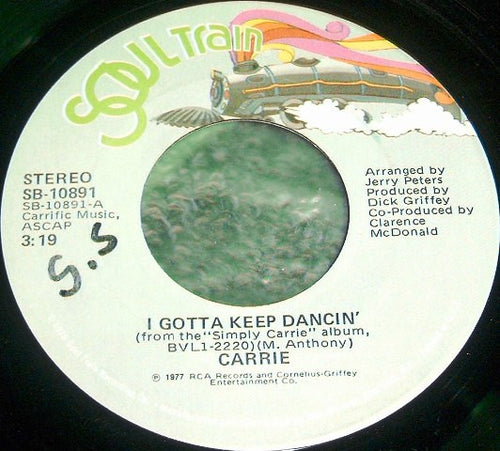 SOUL TRAIN
STEREO
SB-10891
SB-10891-A
Carrific Music,
ASCAP
3:19
G.S
Arranged by
Jerry Peters
Produced by
Dick Griffey
Co-Produced by
Clarence
McDonald
I GOTTA KEEP DANCIN'
(from the "Simply Carrie" album,
BVL1-2220)(M. Anthony)
CARRIE
℗ 1977 RCA Records and Cornelius-Griffey
Entertainment Co.